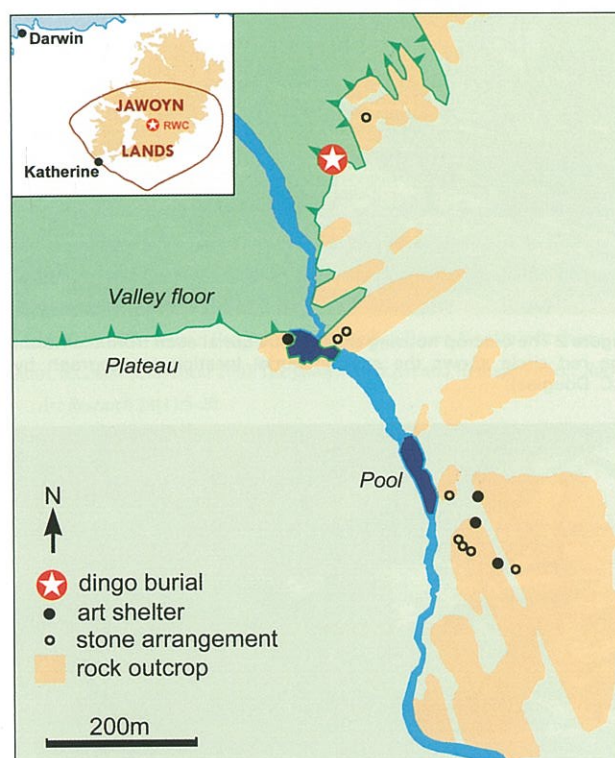 Darwin
JAWOYN
RWC
LANDS
Katherine
Valley floor
Plateau
Pool
N
dingo burial
art shelter
stone arrangement
rock outcrop
200m